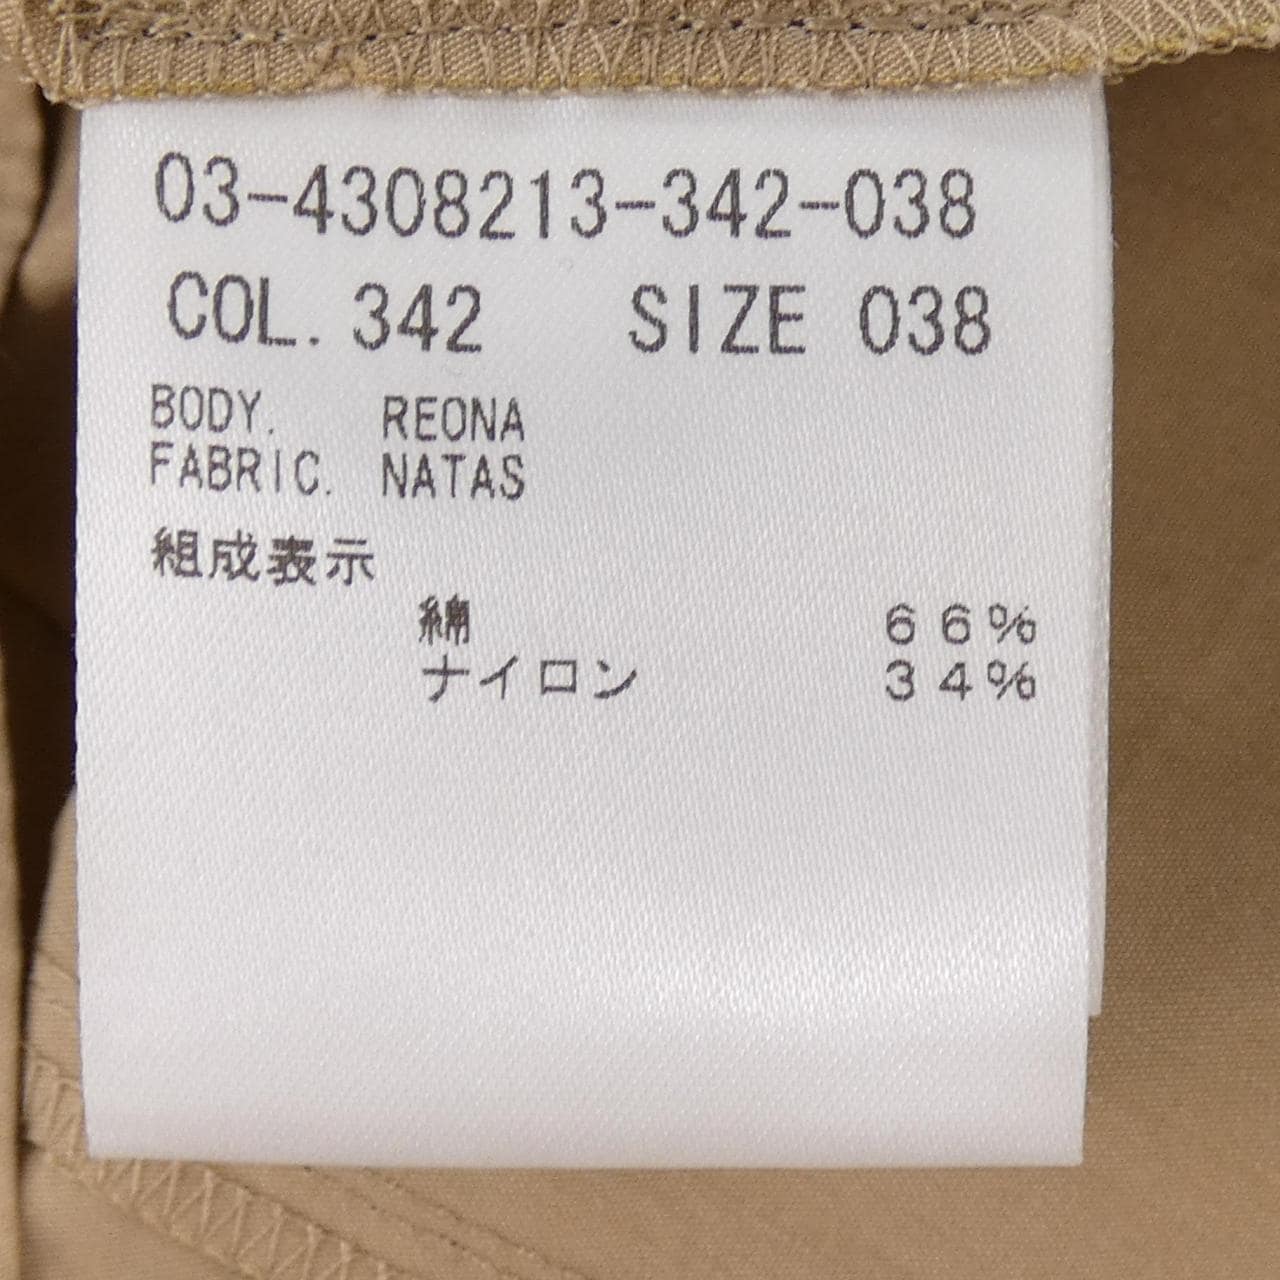 03-4308213-342-038
COL. 342 SIZE 038
BODY. REONA
FABRIC. NATAS
組成表示
綿 66%
ナイロン 34%